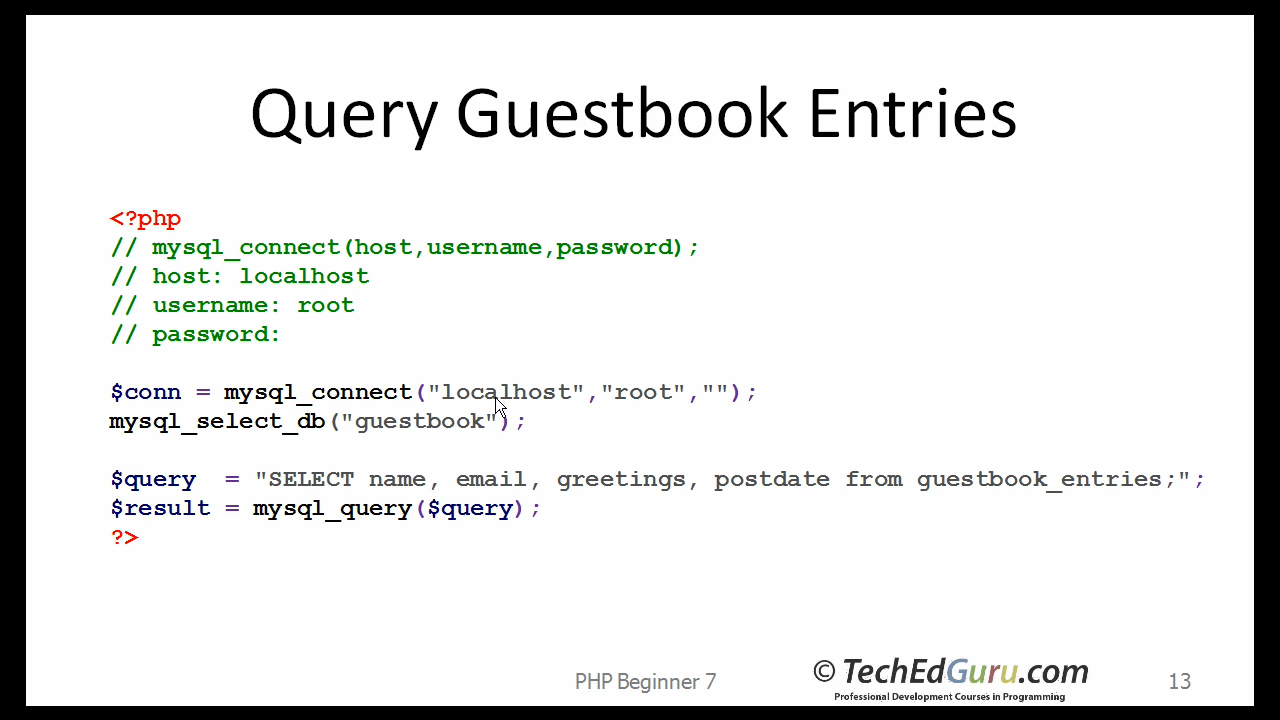 Query Guestbook Entries
<?php
// mysql_connect(host,username,password);
// host: localhost
// username: root
// password:
$conn = mysql_connect("localhost","root","");
mysql_select_db("guestbook");
$query  = "SELECT name, email, greetings, postdate from guestbook_entries;";
$result = mysql_query($query);
?>
PHP Beginner 7
© TechEdGuru.com
Professional Development Courses in Programming
13